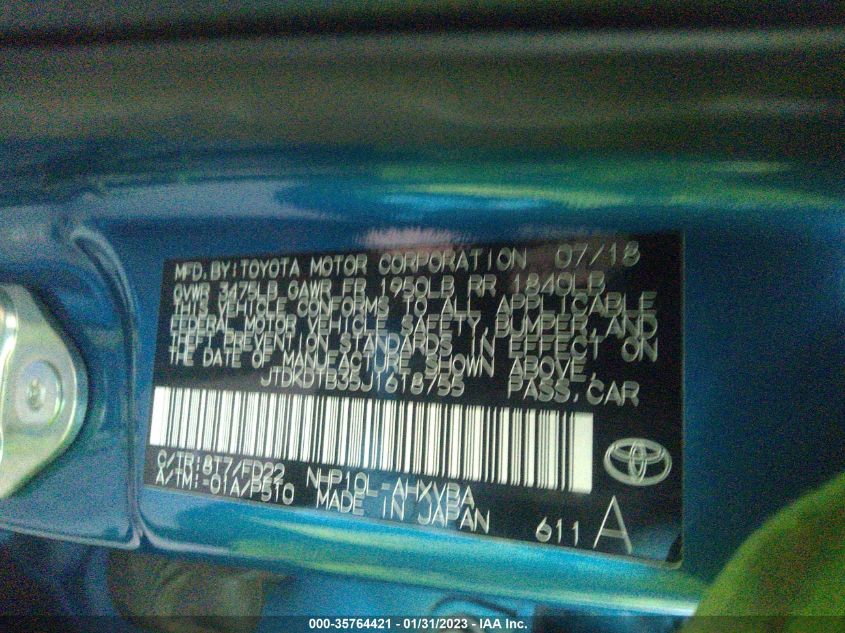 MFD.BY:TOYOTA MOTOR CORPORATION 07/18
GVWR 3475LB GAWR FR 1950LB RR 1840LB
THIS VEHICLE CONFORMS TO ALL APPLICABLE
FEDERAL MOTOR VEHICLE SAFETY, BUMPER, AND
THEFT PREVENTION STANDARDS IN EFFECT ON
THE DATE OF MANUFACTURE SHOWN ABOVE.
JTDKDTB35J1618755 PASS.CAR
C/TR:8T7/FD22 NHP10L-AHXVBA
A/TM:-01A/P510 MADE IN JAPAN
611 A
000-35764421 - 01/31/2023 - IAA Inc.